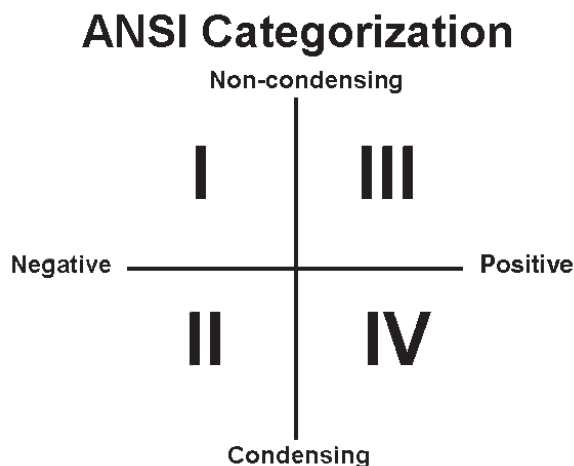 ANSI Categorization
Non-condensing
I III
Negative Positive
II IV
Condensing